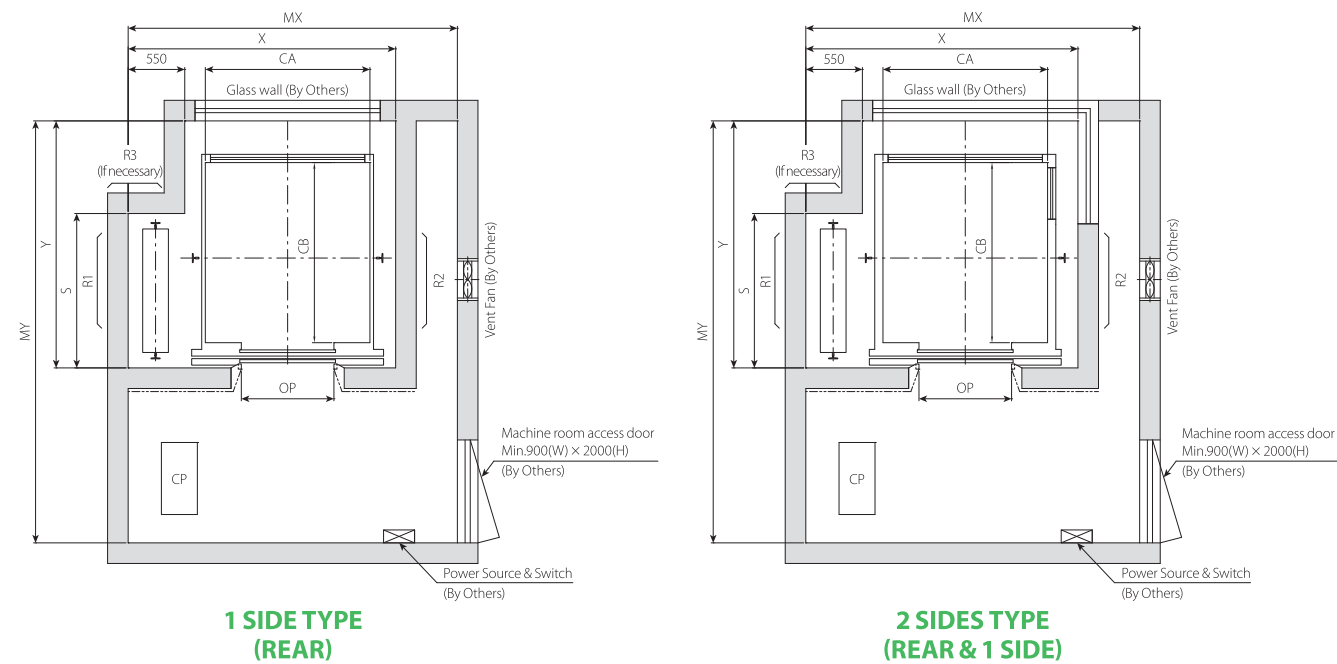 MX
X
550
CA
Glass wall (By Others)
R3
(If necessary)
Y
S
R1
MY
CB
R2
Vent Fan (By Others)
OP
CP
Machine room access door
Min.900(W) × 2000(H)
(By Others)
Power Source & Switch
(By Others)
1 SIDE TYPE
(REAR)
MX
X
550
CA
Glass wall (By Others)
R3
(If necessary)
Y
S
R1
MY
CB
R2
Vent Fan (By Others)
OP
CP
Machine room access door
Min.900(W) × 2000(H)
(By Others)
Power Source & Switch
(By Others)
2 SIDES TYPE
(REAR & 1 SIDE)